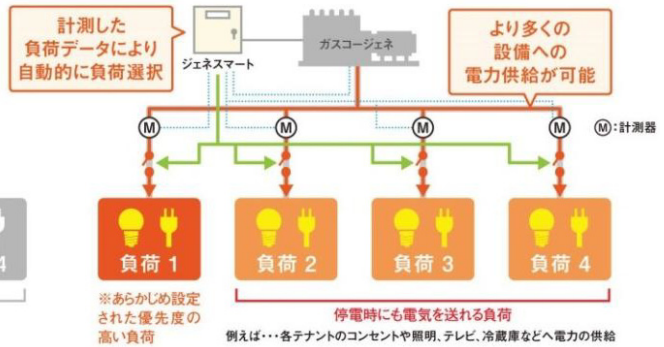 計測した
負荷データにより
自動的に負荷選択
ジェネスマート
ガスコージェネ
より多くの
設備への
電力供給が可能
M
M
M
M
Ⓜ:計測器
4
負荷 1
負荷 2
負荷 3
負荷 4
※あらかじめ設定
された優先度の
高い負荷
停電時にも電気を送れる負荷
例えば･･･各テナントのコンセントや照明、テレビ、冷蔵庫などへ電力の供給